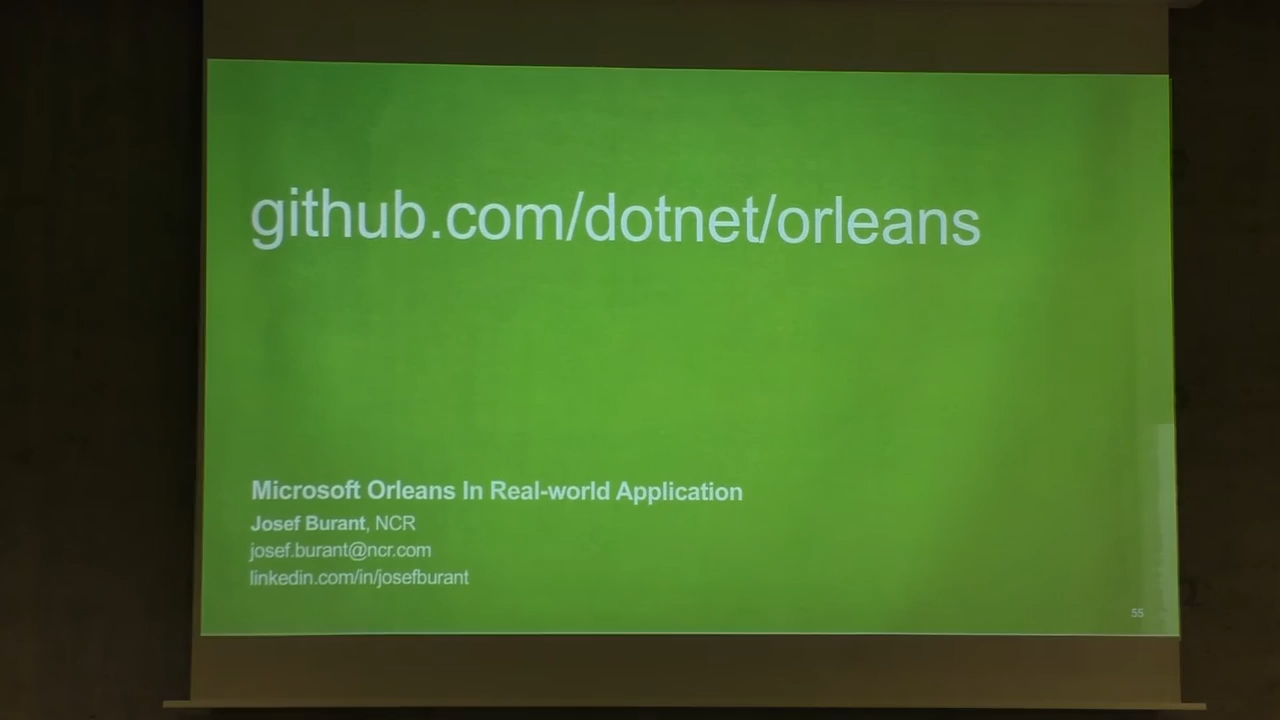 github.com/dotnet/orleans
Microsoft Orleans In Real-world Application
Josef Burant, NCR
josef.burant@ncr.com
linkedin.com/in/josefburant
55